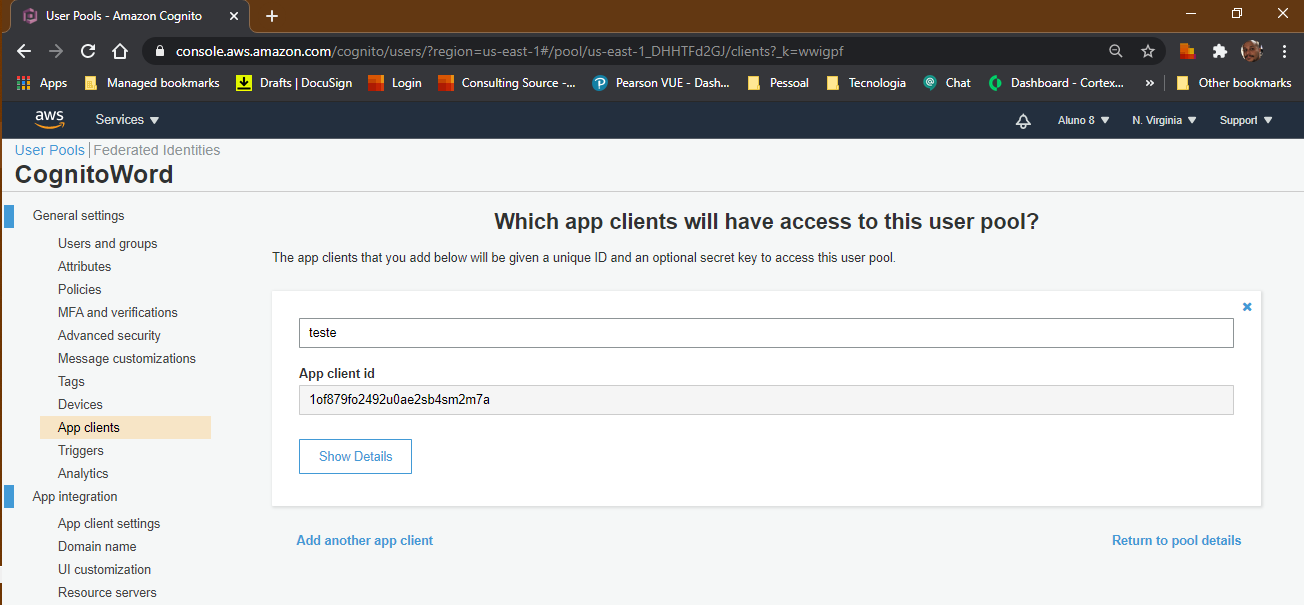 User Pools - Amazon Cognito
console.aws.amazon.com/cognito/users/?region=us-east-1#/pool/us-east-1_DHHTFd2GJ/clients?_k=wwigpf
Apps Managed bookmarks Drafts | DocuSign Login Consulting Source -... Pearson VUE - Dash... Pessoal Tecnologia Chat Dashboard - Cortex... » Other bookmarks
aws Services Aluno 8 N. Virginia Support
User Pools | Federated Identities
CognitoWord
General settings
Users and groups
Attributes
Policies
MFA and verifications
Advanced security
Message customizations
Tags
Devices
App clients
Triggers
Analytics
App integration
App client settings
Domain name
UI customization
Resource servers
Which app clients will have access to this user pool?
The app clients that you add below will be given a unique ID and an optional secret key to access this user pool.
teste
App client id
1of879fo2492u0ae2sb4sm2m7a
Show Details
Add another app client
Return to pool details